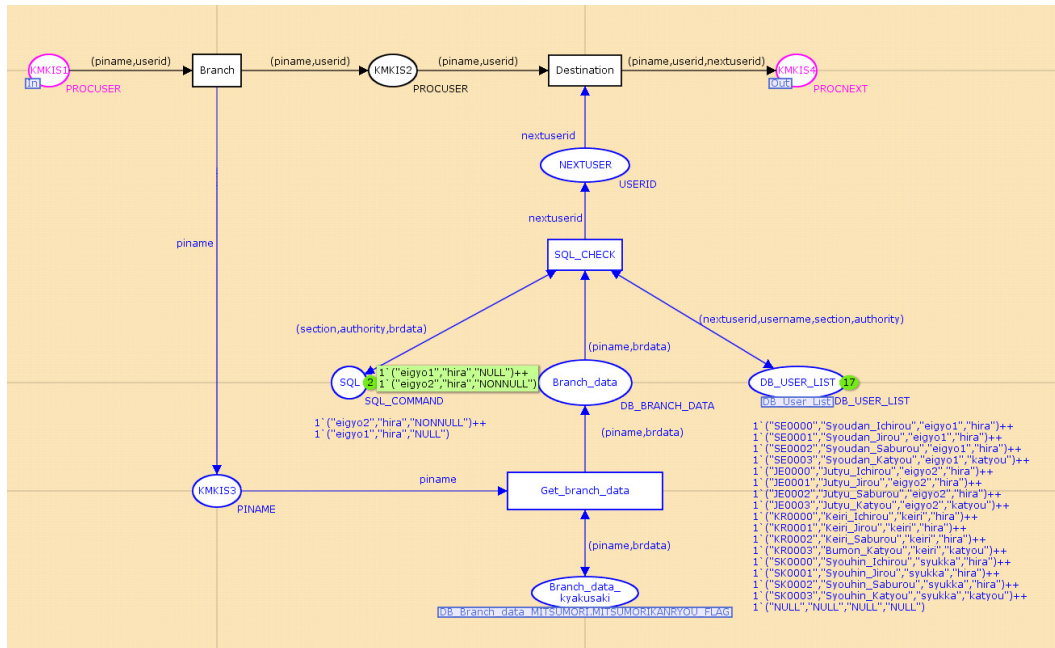 (piname,userid)
(piname,userid)
(piname,userid)
(piname,userid,nextuserid)
KMKIS1
Branch
KMKIS2
Destination
KMKIS4
In
PROCUSER
PROCUSER
Out
PROCNEXT
nextuserid
NEXTUSER
USERID
nextuserid
piname
SQL_CHECK
(section,authority,brdata)
(nextuserid,username,section,authority)
(piname,brdata)
SQL
2
1`("eigyo1","hira","NULL")++
1`("eigyo2","hira","NONNULL")
Branch_data
DB_USER_LIST
17
SQL_COMMAND
DB_BRANCH_DATA
DB_User_List
DB_USER_LIST
1`("eigyo2","hira","NONNULL")++
1`("eigyo1","hira","NULL")
(piname,brdata)
1`("SE0000","Syoudan_Ichirou","eigyo1","hira")++
1`("SE0001","Syoudan_Jirou","eigyo1","hira")++
1`("SE0002","Syoudan_Saburou","eigyo1","hira")++
1`("SE0003","Syoudan_Katyou","eigyo1","katyou")++
1`("JE0000","Jutyu_Ichirou","eigyo2","hira")++
1`("JE0001","Jutyu_Jirou","eigyo2","hira")++
1`("JE0002","Jutyu_Saburou","eigyo2","hira")++
1`("JE0003","Jutyu_Katyou","eigyo2","katyou")++
1`("KR0000","Keiri_Ichirou","keiri","hira")++
1`("KR0001","Keiri_Jirou","keiri","hira")++
1`("KR0002","Keiri_Saburou","keiri","hira")++
1`("KR0003","Bumon_Katyou","keiri","katyou")++
1`("SK0000","Syouhin_Ichirou","syukka","hira")++
1`("SK0001","Syouhin_Jirou","syukka","hira")++
1`("SK0002","Syouhin_Saburou","syukka","hira")++
1`("SK0003","Syouhin_Katyou","syukka","katyou")++
1`("NULL","NULL","NULL","NULL")
KMKIS3
PINAME
piname
Get_branch_data
(piname,brdata)
Branch_data_
kyakusaki
DB_Branch_data_MITSUMORI.MITSUMORIKANRYOU_FLAG